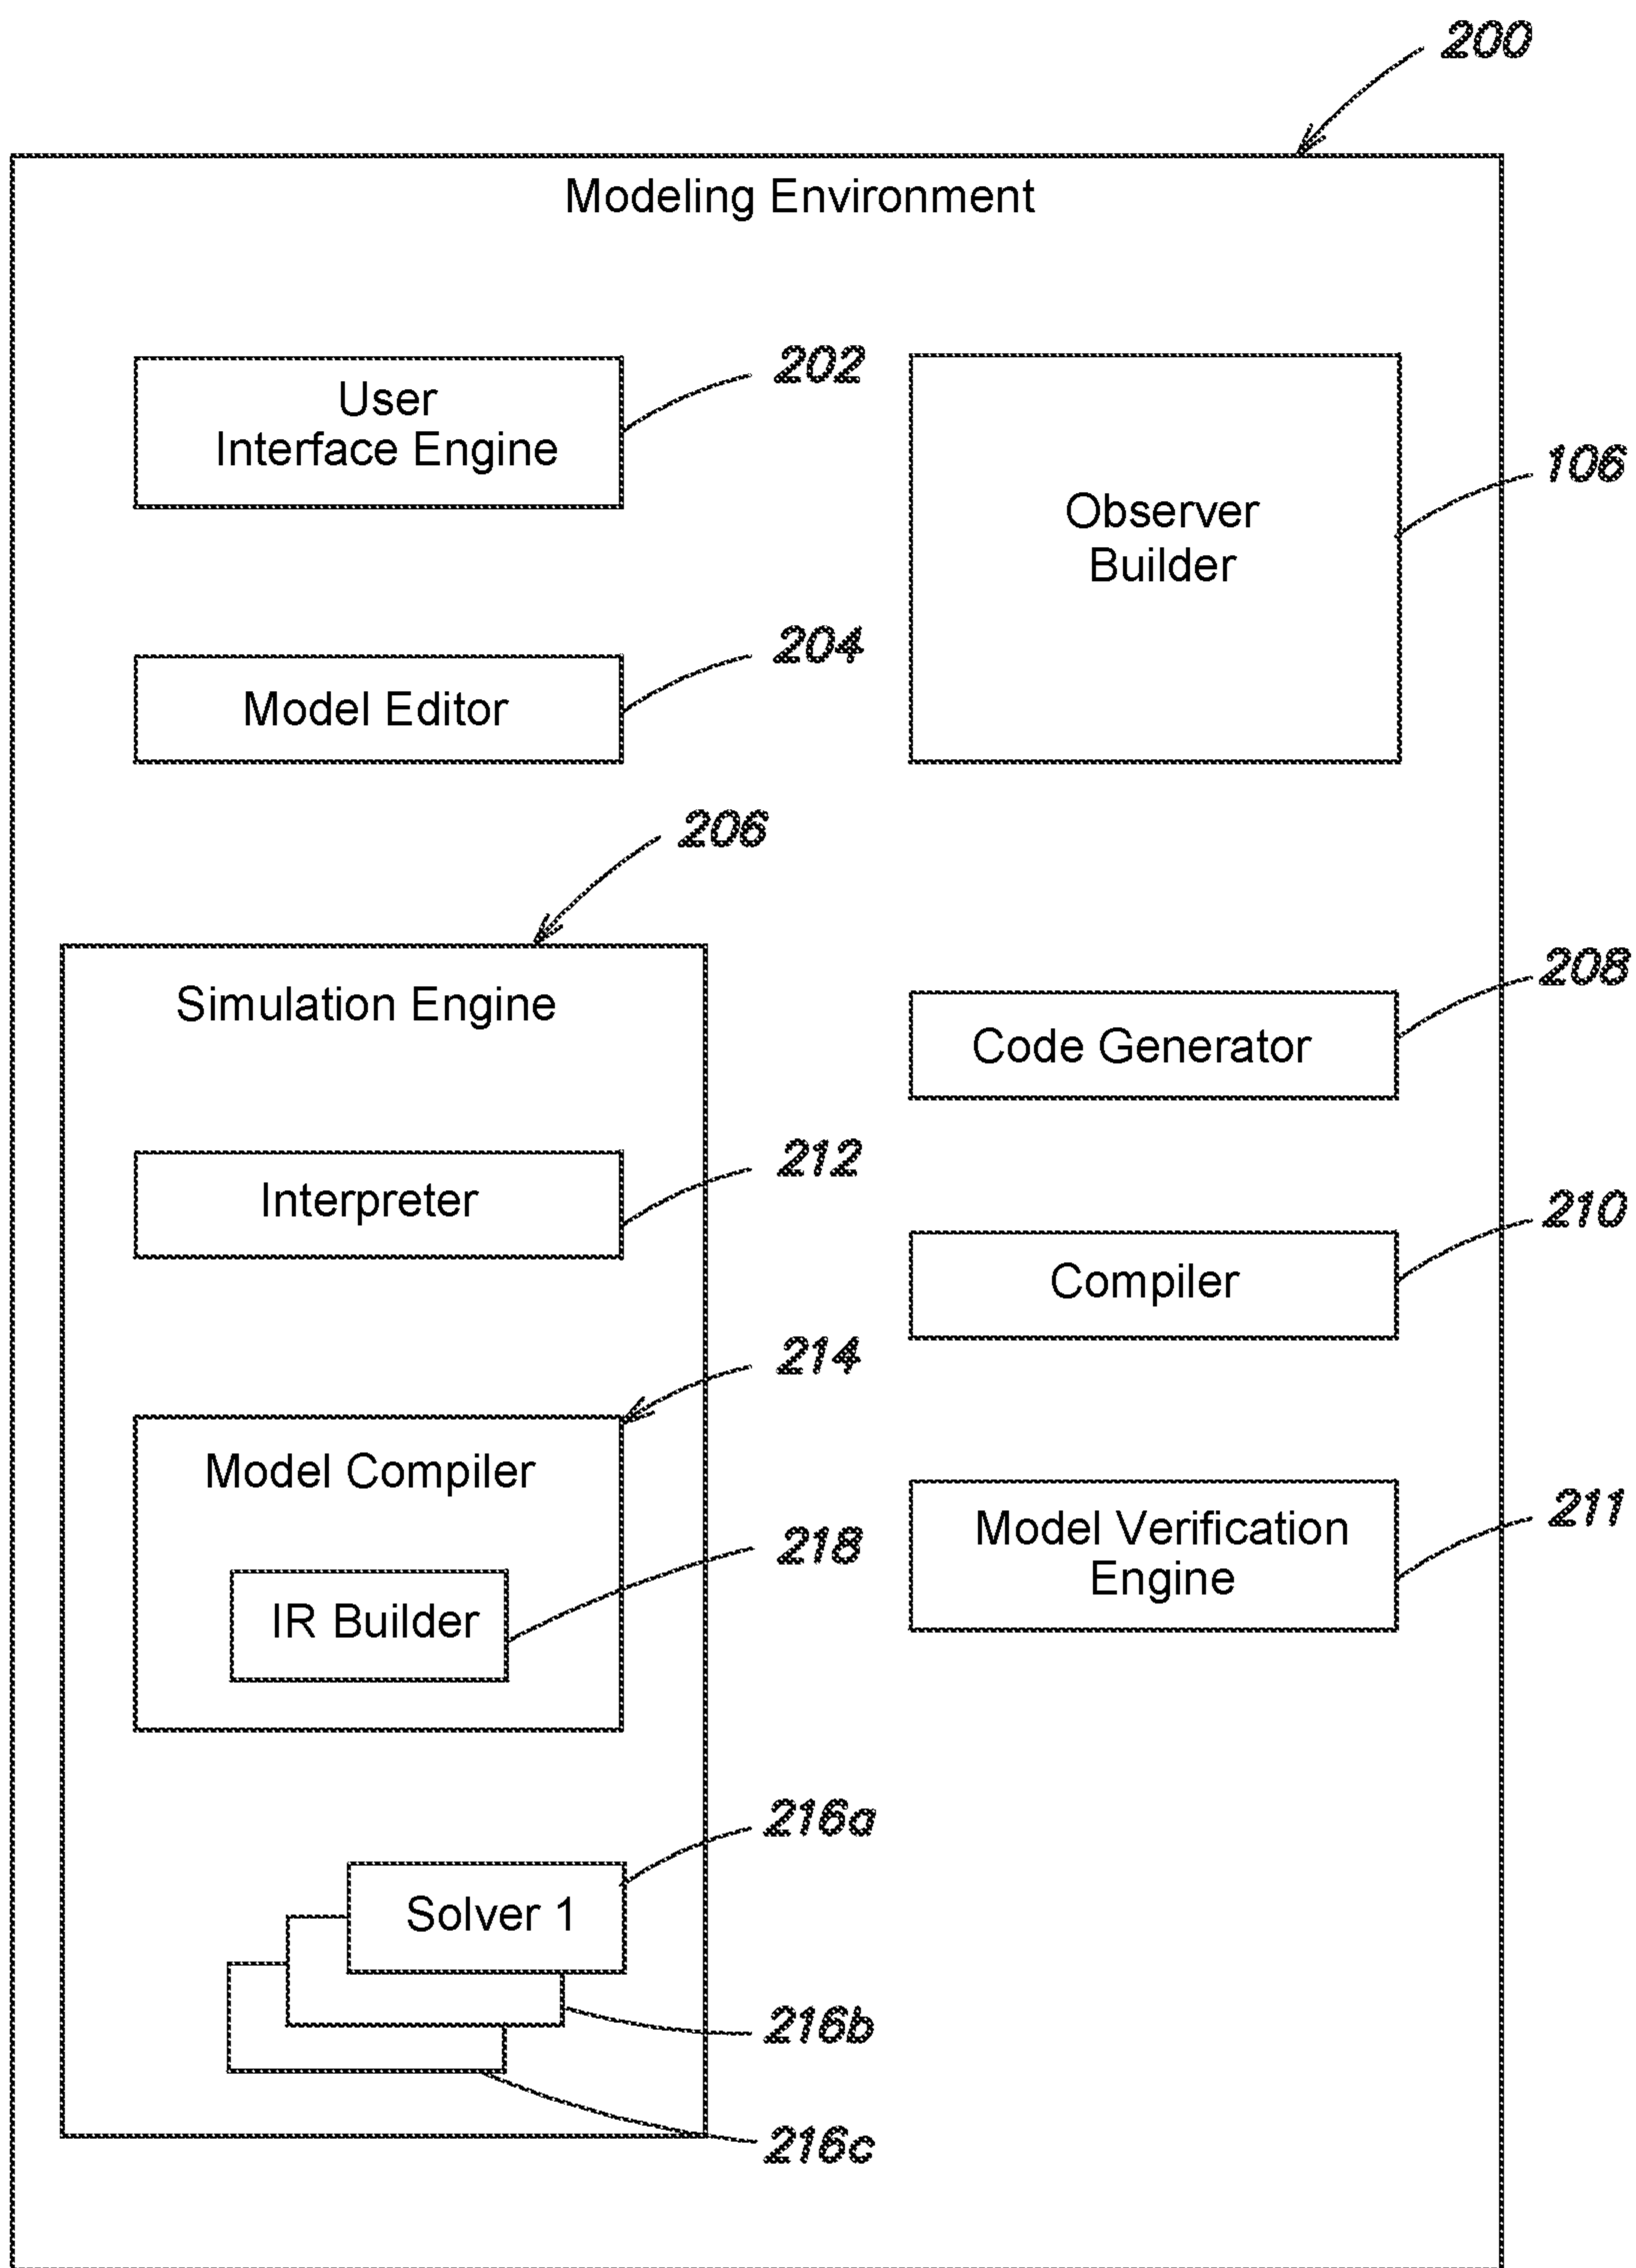 200
Modeling Environment
User
Interface Engine
202
Observer
Builder
106
Model Editor
204
206
Simulation Engine
Code Generator
208
Interpreter
212
Compiler
210
214
Model Compiler
IR Builder
218
Model Verification
Engine
211
216a
Solver 1
216b
216c